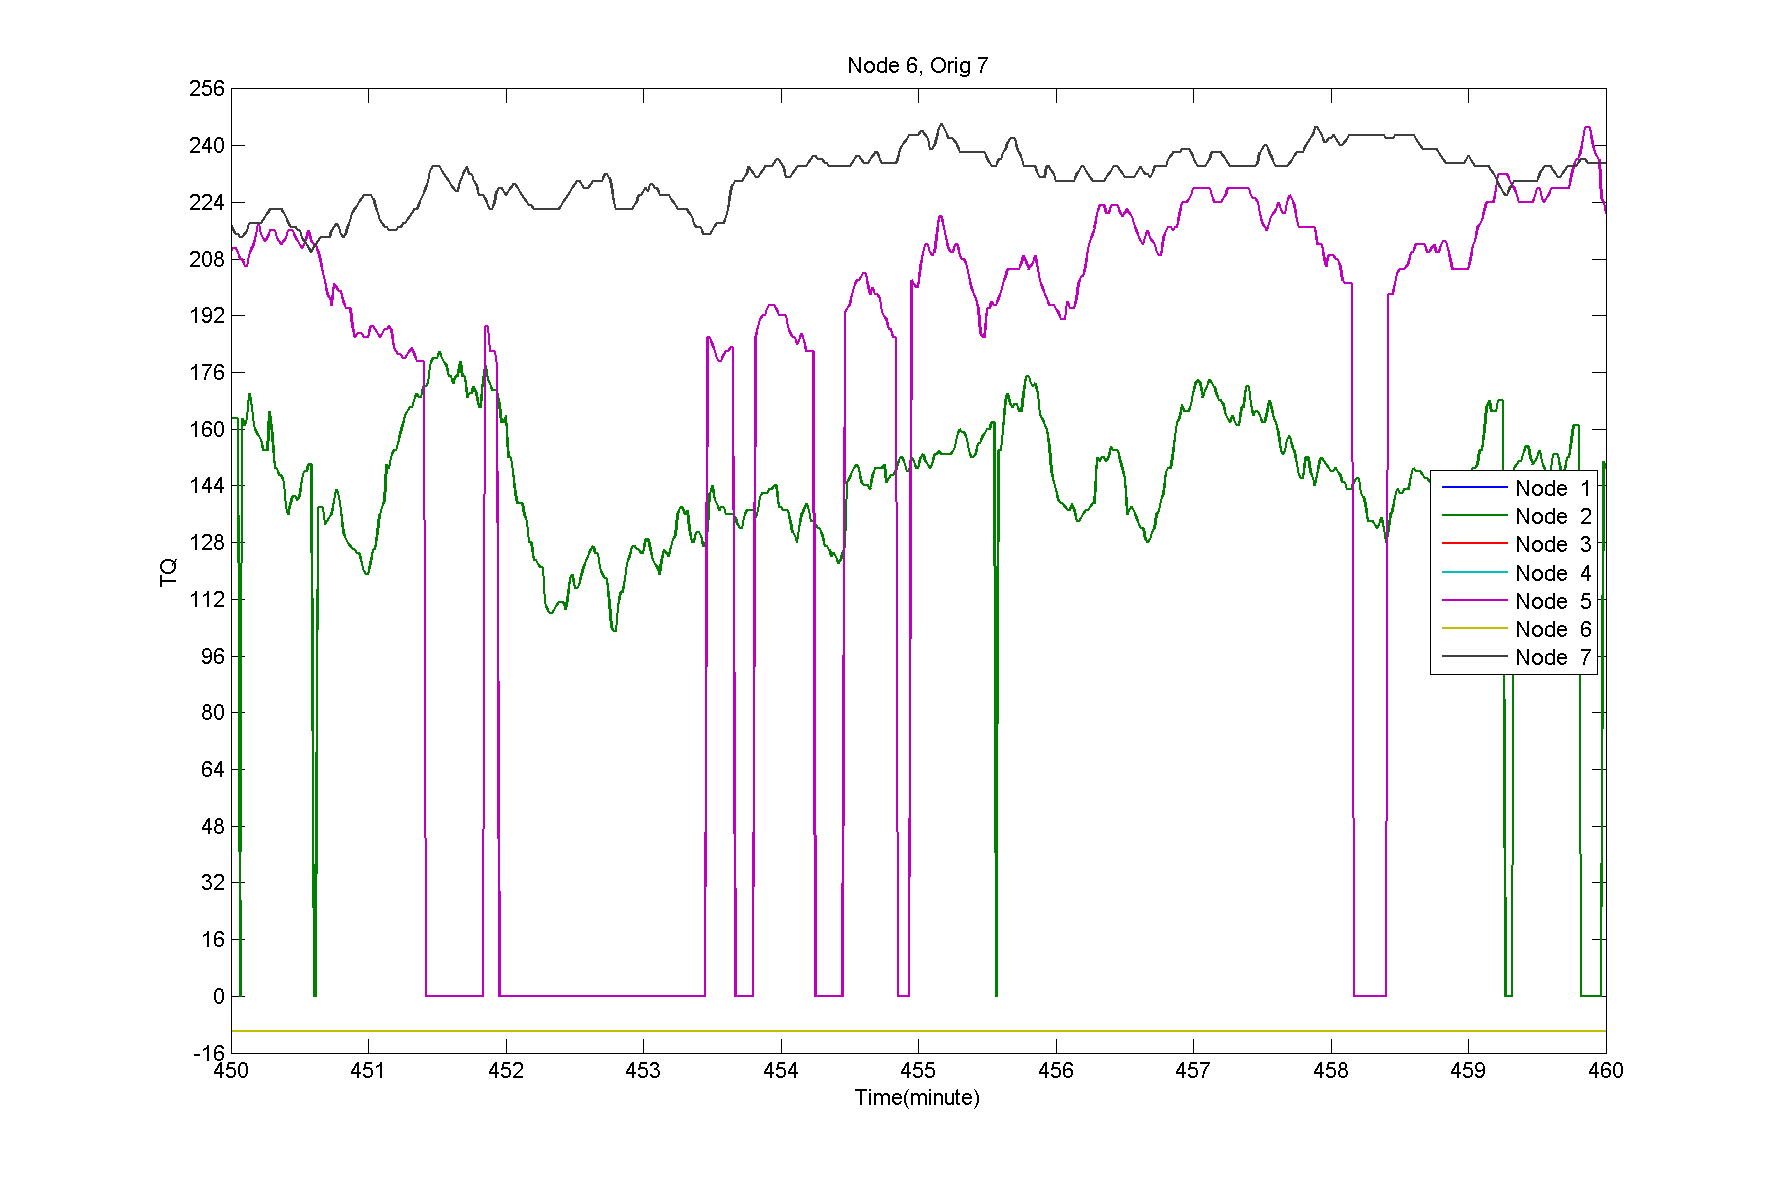 Node 6, Orig 7
256
240
224
208
192
176
160
144
128
112
96
80
64
48
32
16
0
-16
TQ
Node 1
Node 2
Node 3
Node 4
Node 5
Node 6
Node 7
450 451 452 453 454 455 456 457 458 459 460
Time(minute)